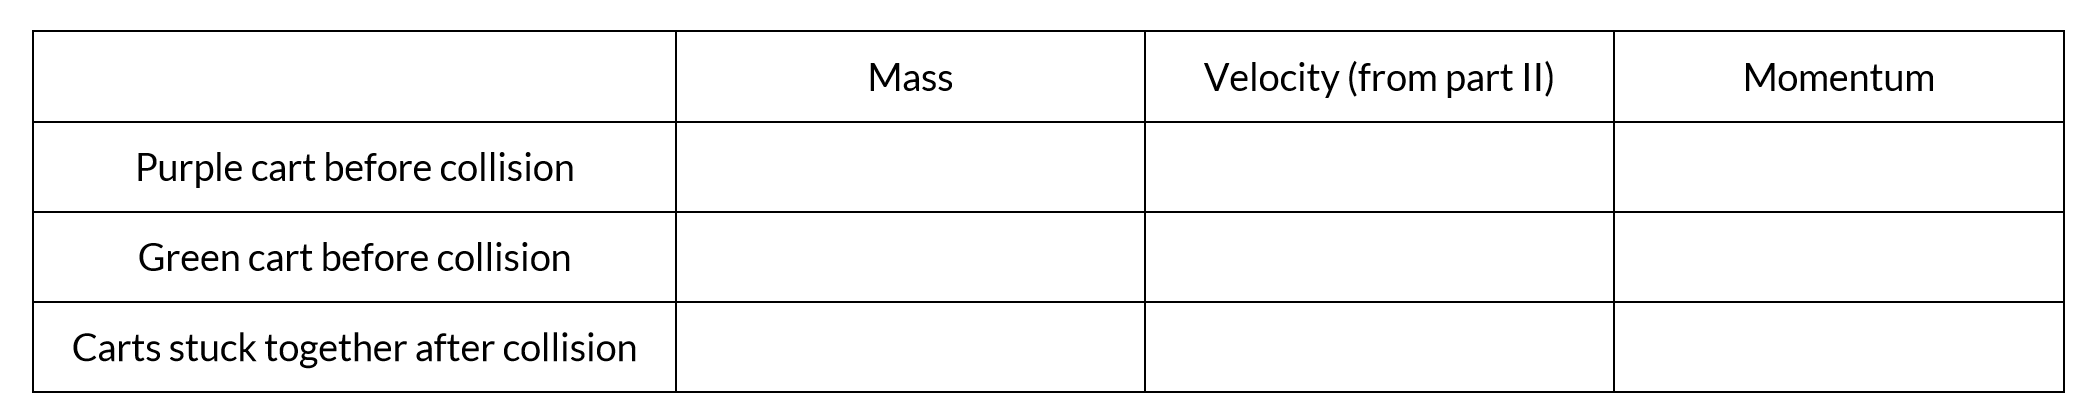 Mass Velocity (from part II) Momentum
Purple cart before collision
Green cart before collision
Carts stuck together after collision